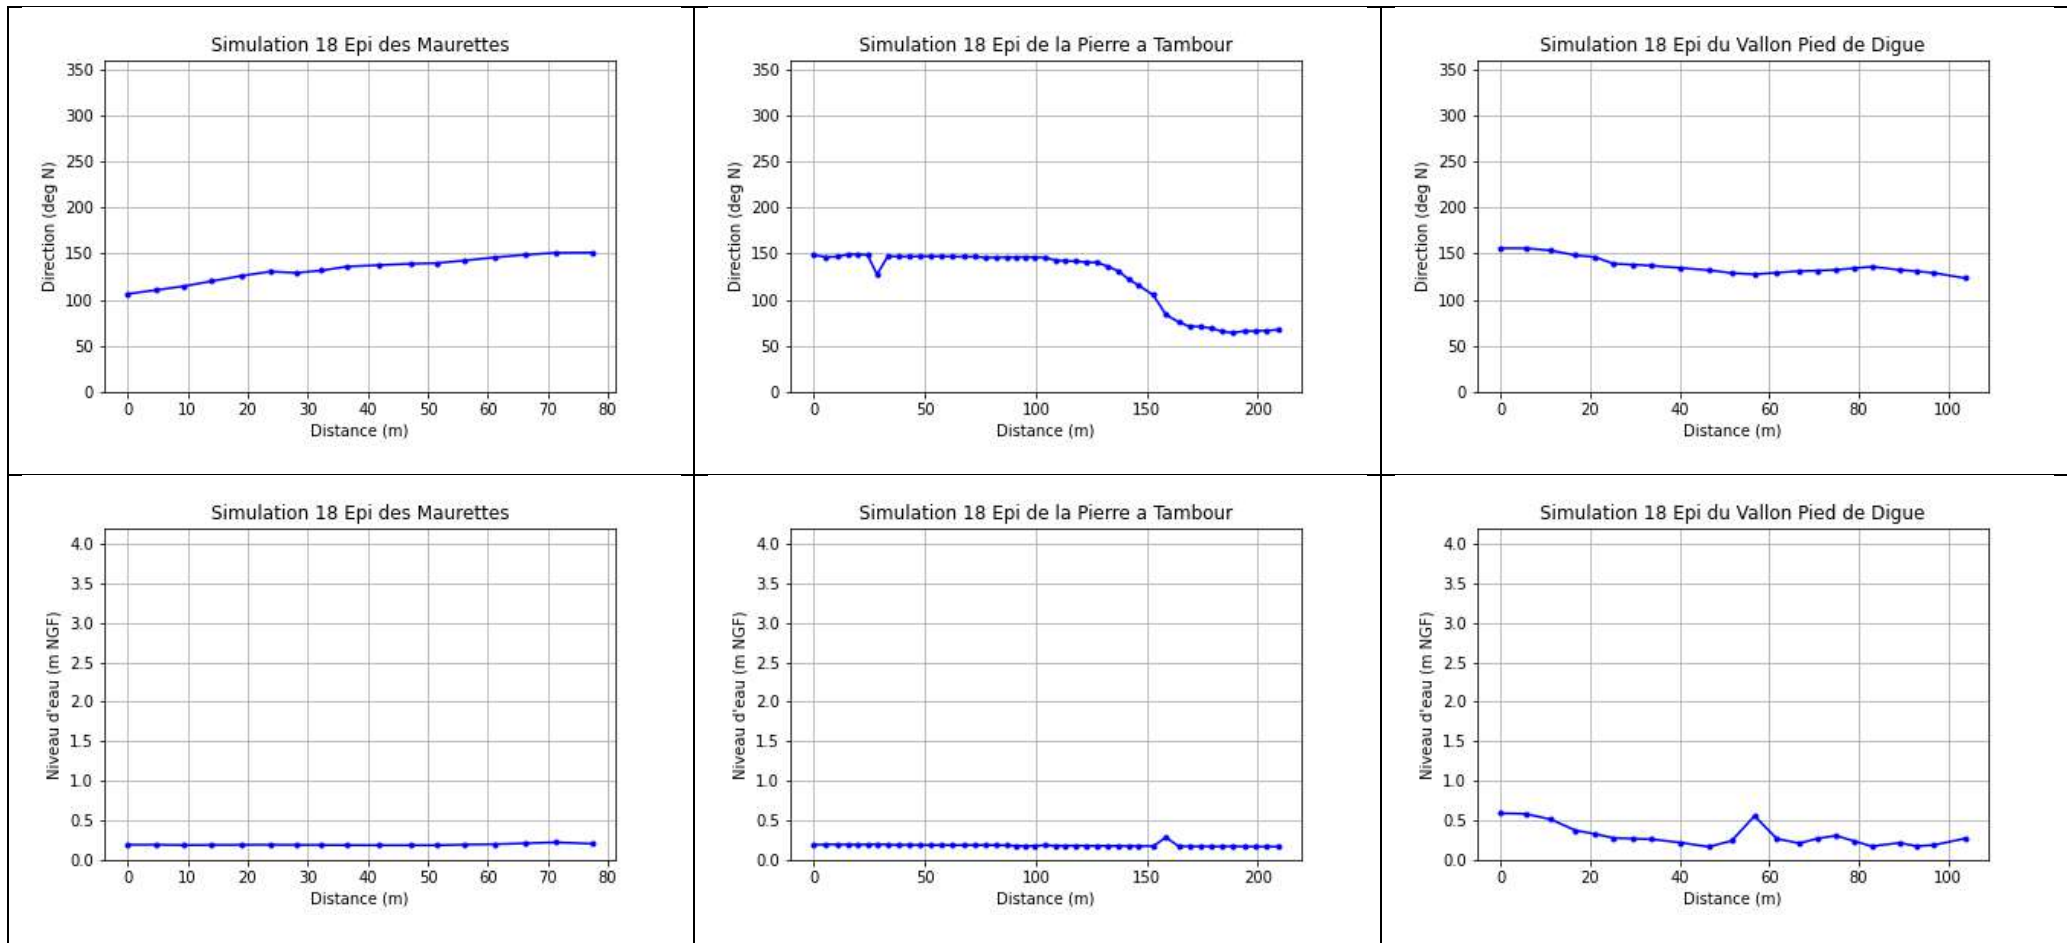 Simulation 18 Epi des Maurettes
350
300
250
200
150
100
50
0
Direction (deg N)
0 10 20 30 40 50 60 70 80
Distance (m)
Simulation 18 Epi de la Pierre a Tambour
350
300
250
200
150
100
50
0
Direction (deg N)
0 50 100 150 200
Distance (m)
Simulation 18 Epi du Vallon Pied de Digue
350
300
250
200
150
100
50
0
Direction (deg N)
0 20 40 60 80 100
Distance (m)
Simulation 18 Epi des Maurettes
4.0
3.5
3.0
2.5
2.0
1.5
1.0
0.5
0.0
Niveau d'eau (m NGF)
0 10 20 30 40 50 60 70 80
Distance (m)
Simulation 18 Epi de la Pierre a Tambour
4.0
3.5
3.0
2.5
2.0
1.5
1.0
0.5
0.0
Niveau d'eau (m NGF)
0 50 100 150 200
Distance (m)
Simulation 18 Epi du Vallon Pied de Digue
4.0
3.5
3.0
2.5
2.0
1.5
1.0
0.5
0.0
Niveau d'eau (m NGF)
0 20 40 60 80 100
Distance (m)